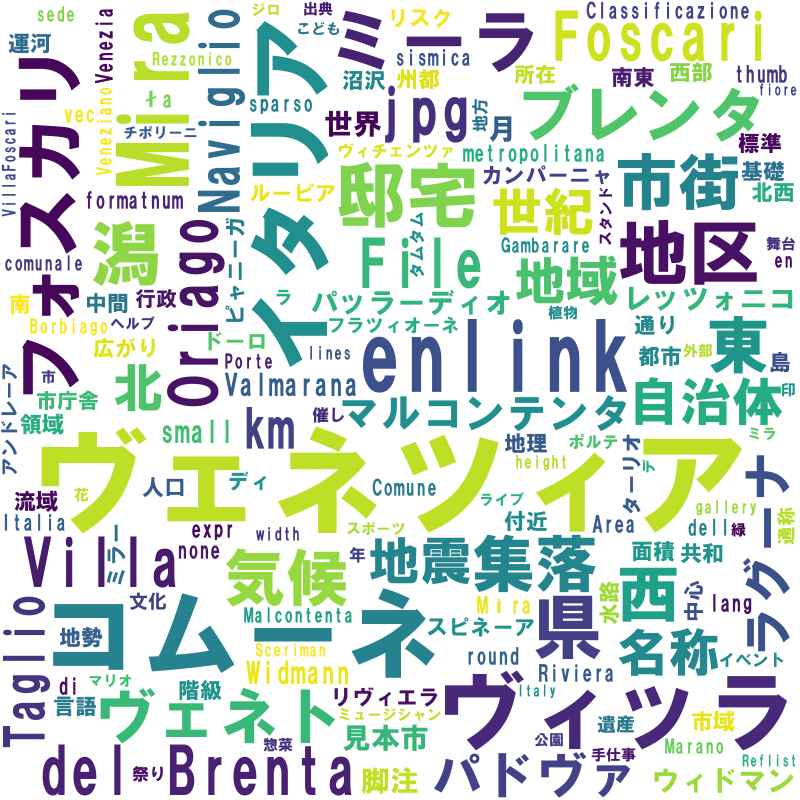 sede
運河
Rezzonico
ジロ
出典
こども
リスク
Classificazione
Venezia
Mira
Naviglio
イタリア
ミーラ
Foscari
sismica
沼沢
州都
所在
南東
西部
thumb
fiore
フォスカリ
VillaFoscari
vec
Veneziano
ła
チポリーニ
sparso
世界
jpg
地方
月
ブレンタ
標準
ヴィチェンツァ
metropolitana
formatnum
ルーピア
邸宅
カンパーニャ
世紀
スタンド
市街
基礎
北西
comunale
潟
Oriago
ピャニーガ
File
タムタム
Gambarare
地域
地区
舞台
en
南
中間
行政
ラ
パッラーディオ
植物
レッツォニコ
Borbiago
ヘルプ
広がり
ドーロ
フラツィオーネ
通り
Porte
lines
enlink
都市
外部
東
島
アンドレーア
市
市庁舎
北
Valmarana
自治体
印
領域
small
km
催し
マルコンテンタ
地理
ポルテ
オ
ミラ
ヴェネツィア
height
デ
流域
花
人口
ディ
Comune
ライブ
ターリオ
gallery
Italia
ミラー
expr
width
スポーツ
付近
Area
dell
緑
通称
ラグーナ
Villa
none
年
地震
集落
面積
共和
気候
西
水路
中心
lang
Taglio
コムーネ
文化
Malcontenta
Mira
県
地勢
スピネーア
名称
Sceriman
Widmann
round
Riviera
イベント
di
マリオ
階級
リヴィエラ
Italy
ヴィッラ
言語
ヴェネト
ミュージシャン
見本市
遺産
市域
惣菜
公園
手仕事
Marano
Reflist
del
祭り
Brenta
脚注
パドヴァ
ウィドマン